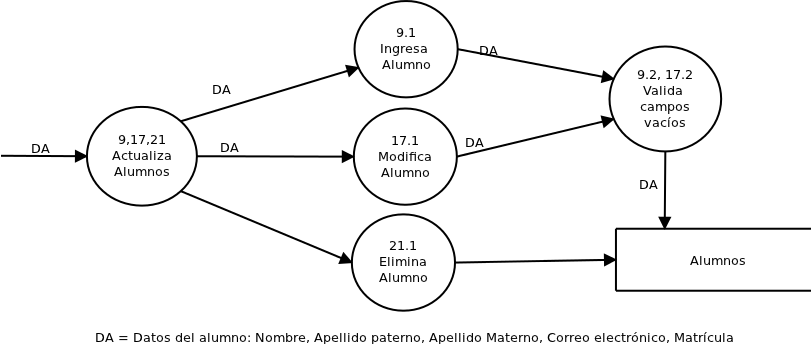 9.1
Ingresa
Alumno
DA
9.2, 17.2
Valida
campos
vacíos
DA
9,17,21
Actualiza
Alumnos
DA
DA
17.1
Modifica
Alumno
DA
DA
21.1
Elimina
Alumno
Alumnos
DA = Datos del alumno: Nombre, Apellido paterno, Apellido Materno, Correo electrónico, Matrícula